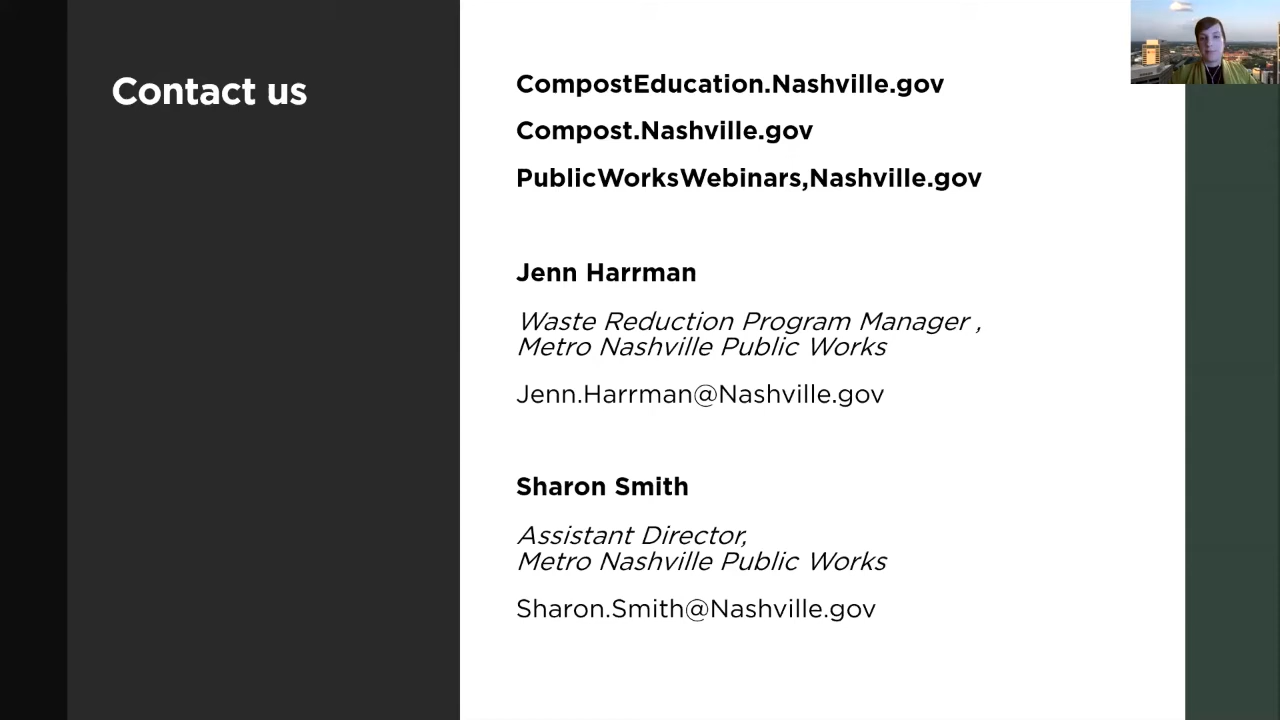 Contact us
CompostEducation.Nashville.gov
Compost.Nashville.gov
PublicWorksWebinars,Nashville.gov
Jenn Harrman
Waste Reduction Program Manager ,
Metro Nashville Public Works
Jenn.Harrman@Nashville.gov
Sharon Smith
Assistant Director,
Metro Nashville Public Works
Sharon.Smith@Nashville.gov